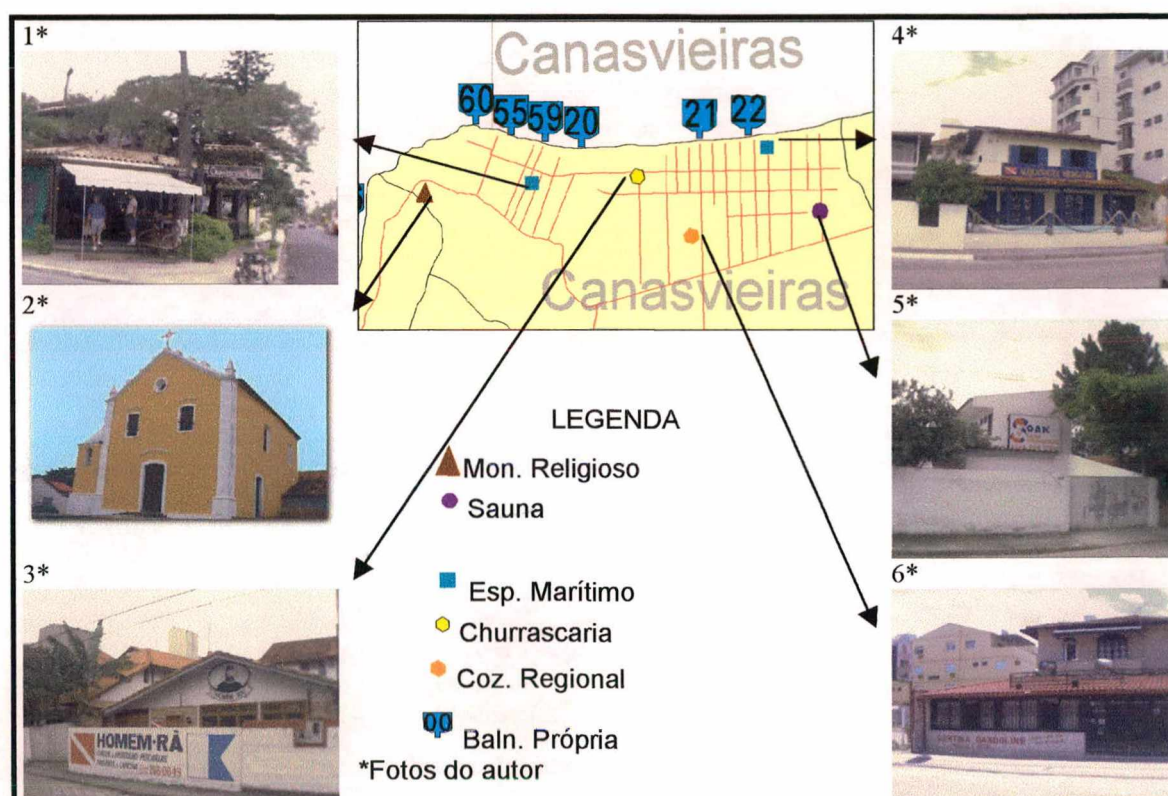 1*
Canasvieiras
4*
60 55 59 20 21 22
2*
Canasvieiras
5*
LEGENDA
Mon. Religioso
Sauna
3*
Esp. Marítimo
6*
Churrascaria
Coz. Regional
HOMEM-RÃ
00
Baln. Própria
*Fotos do autor